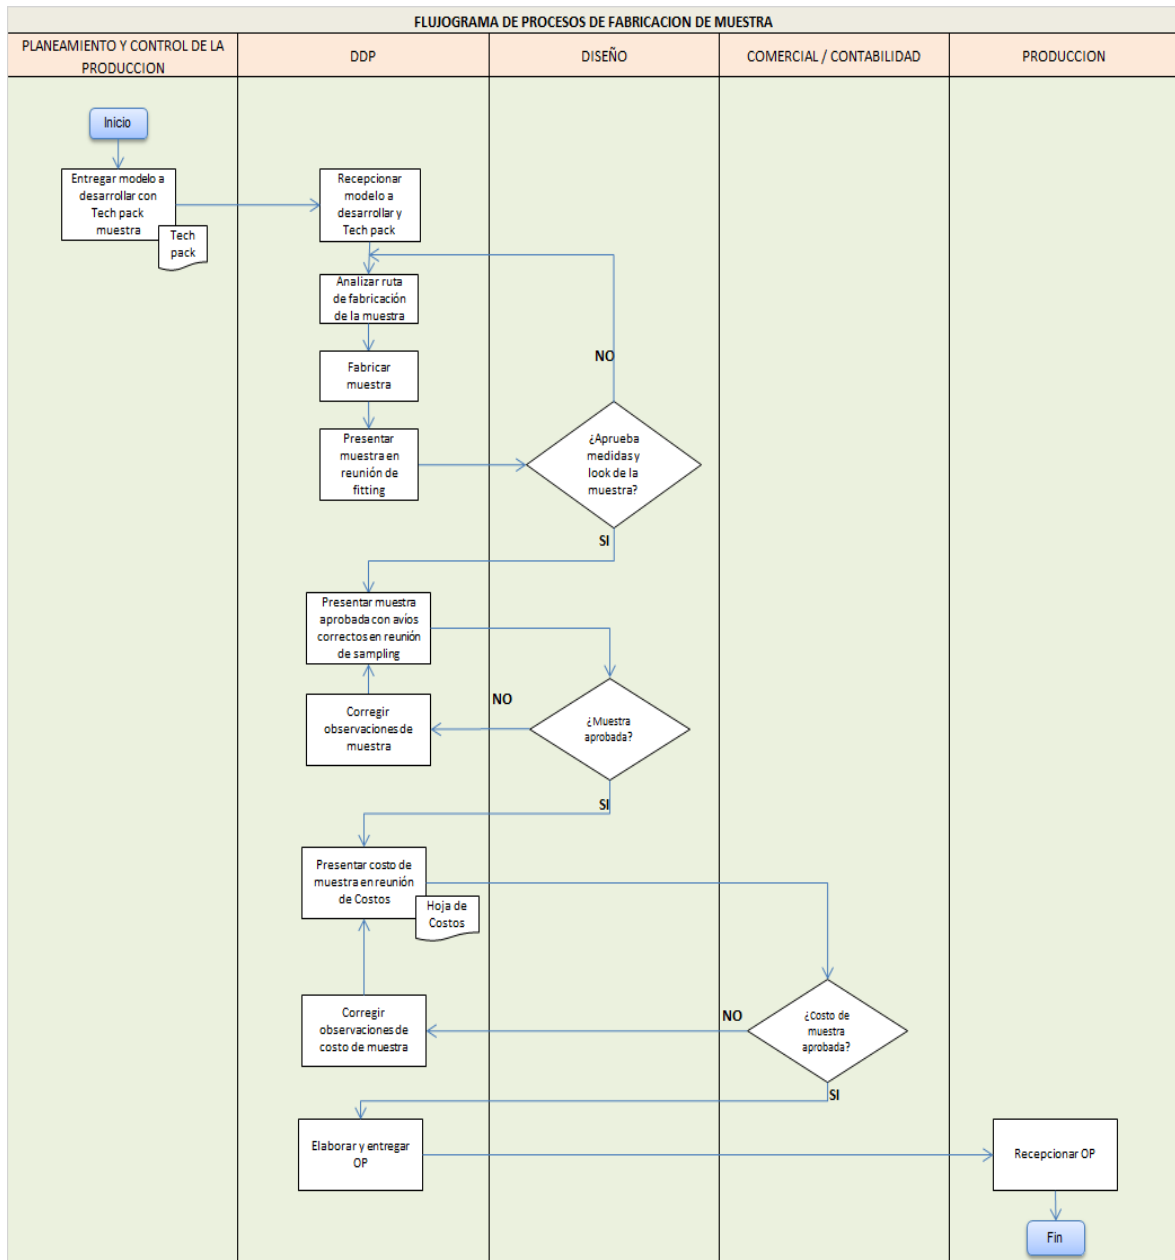 FLUJOGRAMA DE PROCESOS DE FABRICACION DE MUESTRA
PLANEAMIENTO Y CONTROL DE LA
PRODUCCION
DDP
DISEÑO
COMERCIAL / CONTABILIDAD
PRODUCCION
Inicio
Entregar modelo a
desarrollar con
Tech pack
muestra
Tech
pack
Recepcionar
modelo a
desarrollar y
Tech pack
Analizar ruta
de fabricación
de la muestra
NO
Fabricar
muestra
Presentar
muestra en
reunión de
fitting
¿Aprueba
medidas y
look de la
muestra?
SI
Presentar muestra
aprobada con avíos
correctos en reunión
de sampling
NO
Corregir
observaciones de
muestra
¿Muestra
aprobada?
SI
Presentar costo de
muestra en reunión
de Costos
Hoja de
Costos
Corregir
observaciones de
costo de muestra
NO
¿Costo de
muestra
aprobada?
SI
Elaborar y entregar
OP
Recepcionar OP
Fin